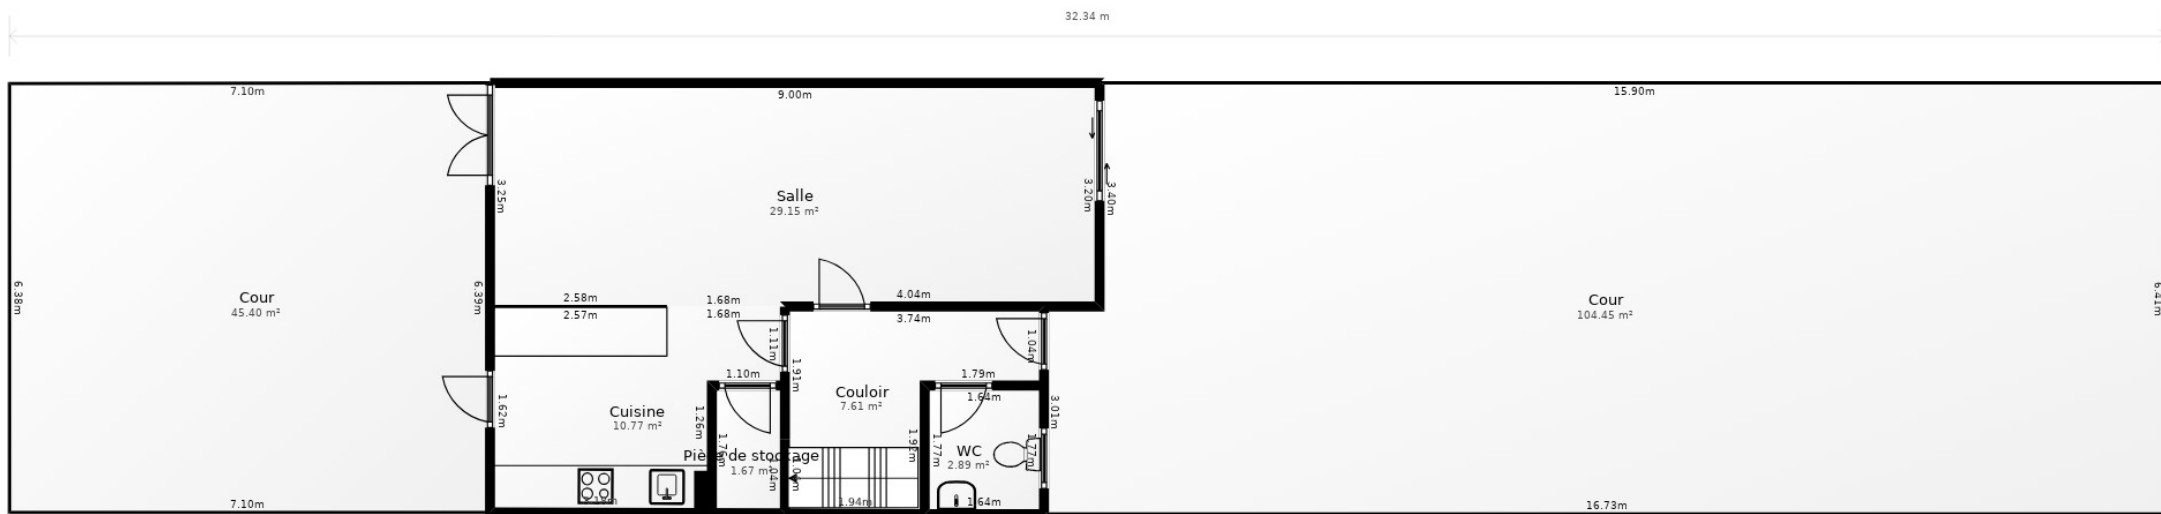 32.34 m
7.10m
9.00m
15.90m
3.25m
3.20m
3.40m
Salle
29.15 m²
6.38m
6.39m
Cour
45.40 m²
2.58m
1.68m
4.04m
Cour
104.45 m²
6.41m
2.57m
1.68m
3.74m
1.11m
1.04m
1.91m
1.10m
1.79m
1.64m
Couloir
7.61 m²
1.62m
Cuisine
10.77 m²
1.26m
3.01m
1.77m
WC
2.89 m²
1.77m
1.67 m²
1.94m
1.64m
7.10m
16.73m